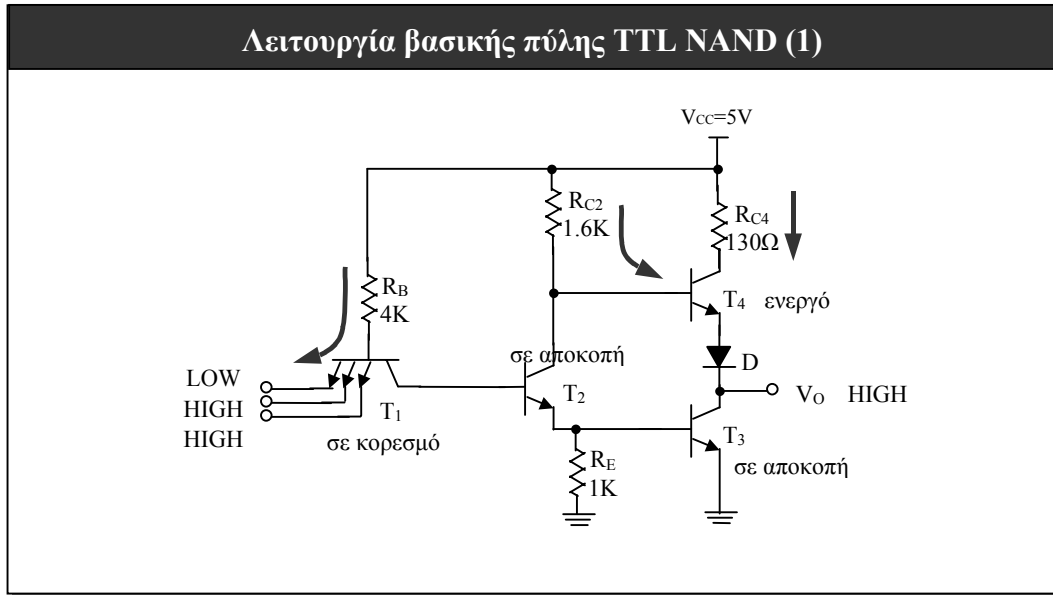 Λειτουργία βασικής πύλης TTL NAND (1)
VCC=5V
RC2
1.6K
RC4
130Ω
RB
4K
T4 ενεργό
σε αποκοπή
D
LOW
HIGH
HIGH
T1
T2
VO HIGH
σε κορεσμό
T3
σε αποκοπή
RE
1K